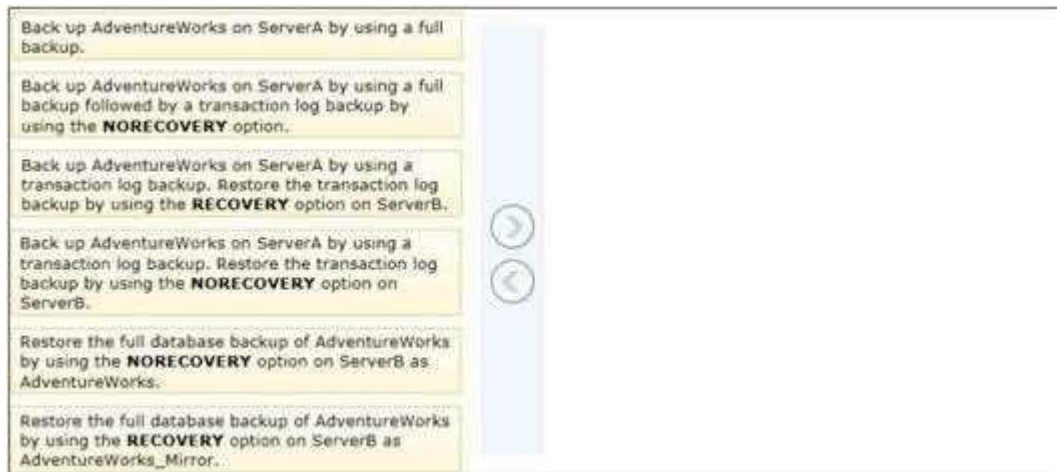 Back up AdventureWorks on ServerA by using a full
backup.
Back up AdventureWorks on ServerA by using a full
backup followed by a transaction log backup by
using the NORECOVERY option.
Back up AdventureWorks on ServerA by using a
transaction log backup. Restore the transaction log
backup by using the RECOVERY option on ServerB.
Back up AdventureWorks on ServerA by using a
transaction log backup. Restore the transaction log
backup by using the NORECOVERY option on
ServerB.
Restore the full database backup of AdventureWorks
by using the NORECOVERY option on ServerB as
AdventureWorks.
Restore the full database backup of AdventureWorks
by using the RECOVERY option on ServerB as
AdventureWorks_Mirror.